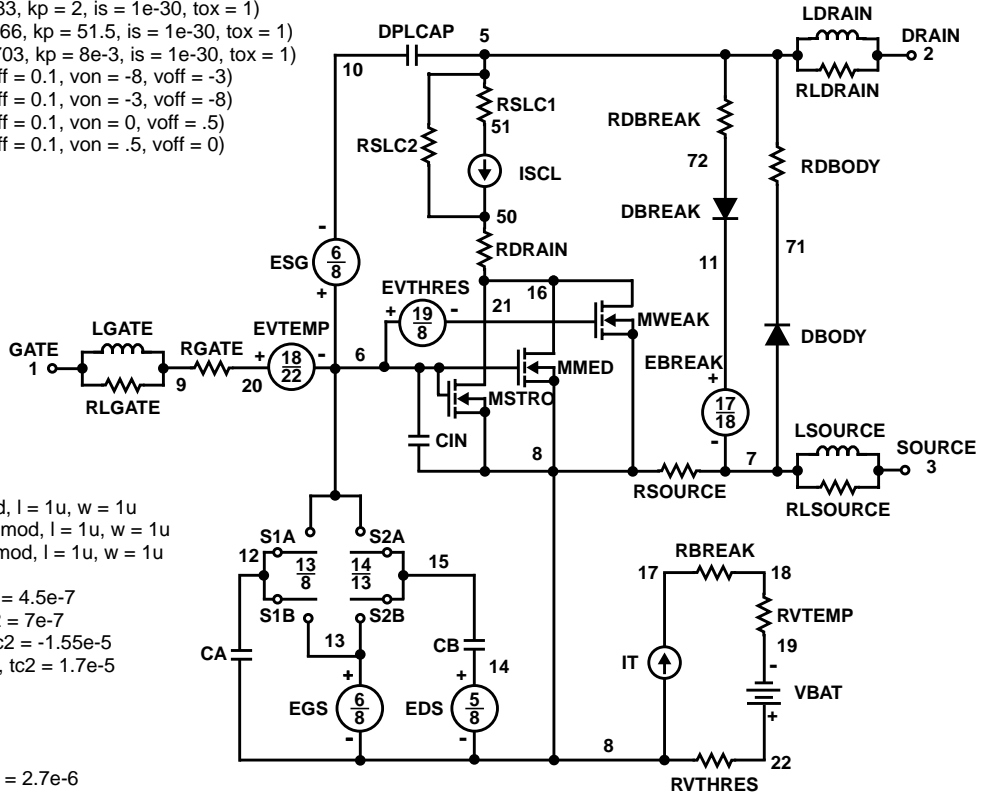 33, kp = 2, is = 1e-30, tox = 1)
66, kp = 51.5, is = 1e-30, tox = 1)
703, kp = 8e-3, is = 1e-30, tox = 1)
ff = 0.1, von = -8, voff = -3)
ff = 0.1, von = -3, voff = -8)
ff = 0.1, von = 0, voff = .5)
ff = 0.1, von = .5, voff = 0)
LDRAIN
DPLCAP
5
DRAIN
2
10
RLDRAIN
RSLC1
51
RDBREAK
RSLC2
72
RDBODY
ISCL
DBREAK
50
-
ESG
6
8
+
RDRAIN
11
71
EVTHRES
+
19
8
-
21
16
MWEAK
LGATE
EVTEMP
GATE
1
RGATE
+
18
22
-
6
MMED
EBREAK
+
DBODY
9
20
RLGATE
MSTRO
17
18
-
LSOURCE
CIN
8
7
SOURCE
3
RSOURCE
RLSOURCE
d, l = 1u, w = 1u
mod, l = 1u, w = 1u
mod, l = 1u, w = 1u
S1A
S2A
RBREAK
12
13
8
14
13
15
17
18
= 4.5e-7
= 7e-7
c2 = -1.55e-5
, tc2 = 1.7e-5
S1B
S2B
RVTEMP
13
CB
19
CA
14
IT
-
VBAT
+
+
+
EGS
6
8
EDS
5
8
-
-
8
22
RVTHRES
= 2.7e-6